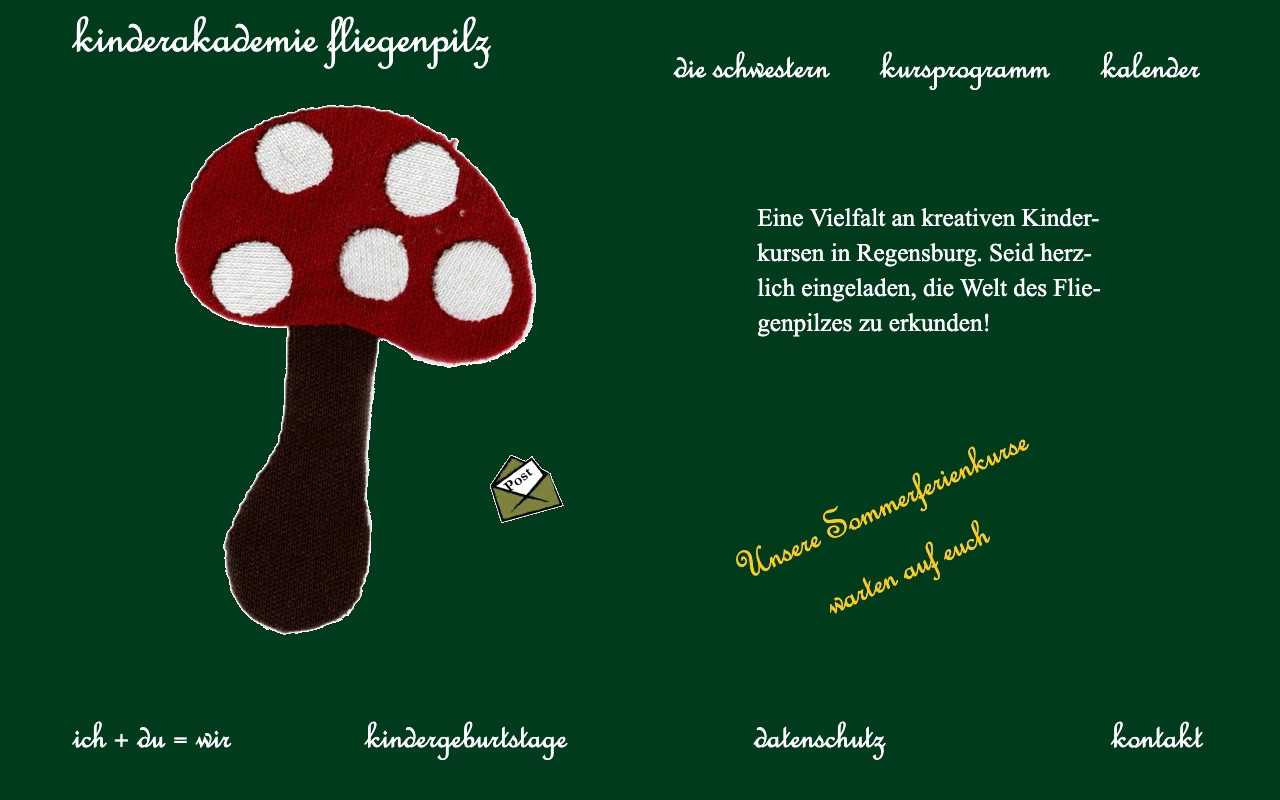 kinderakademie fliegenpilz
die schwestern kursprogramm kalender
Eine Vielfalt an kreativen Kinder-
kursen in Regensburg. Seid herz-
lich eingeladen, die Welt des Flie-
genpilzes zu erkunden!
Post
Unsere Sommerferienkurse
warten auf euch
ich + du = wir kindergeburtstage datenschutz kontakt